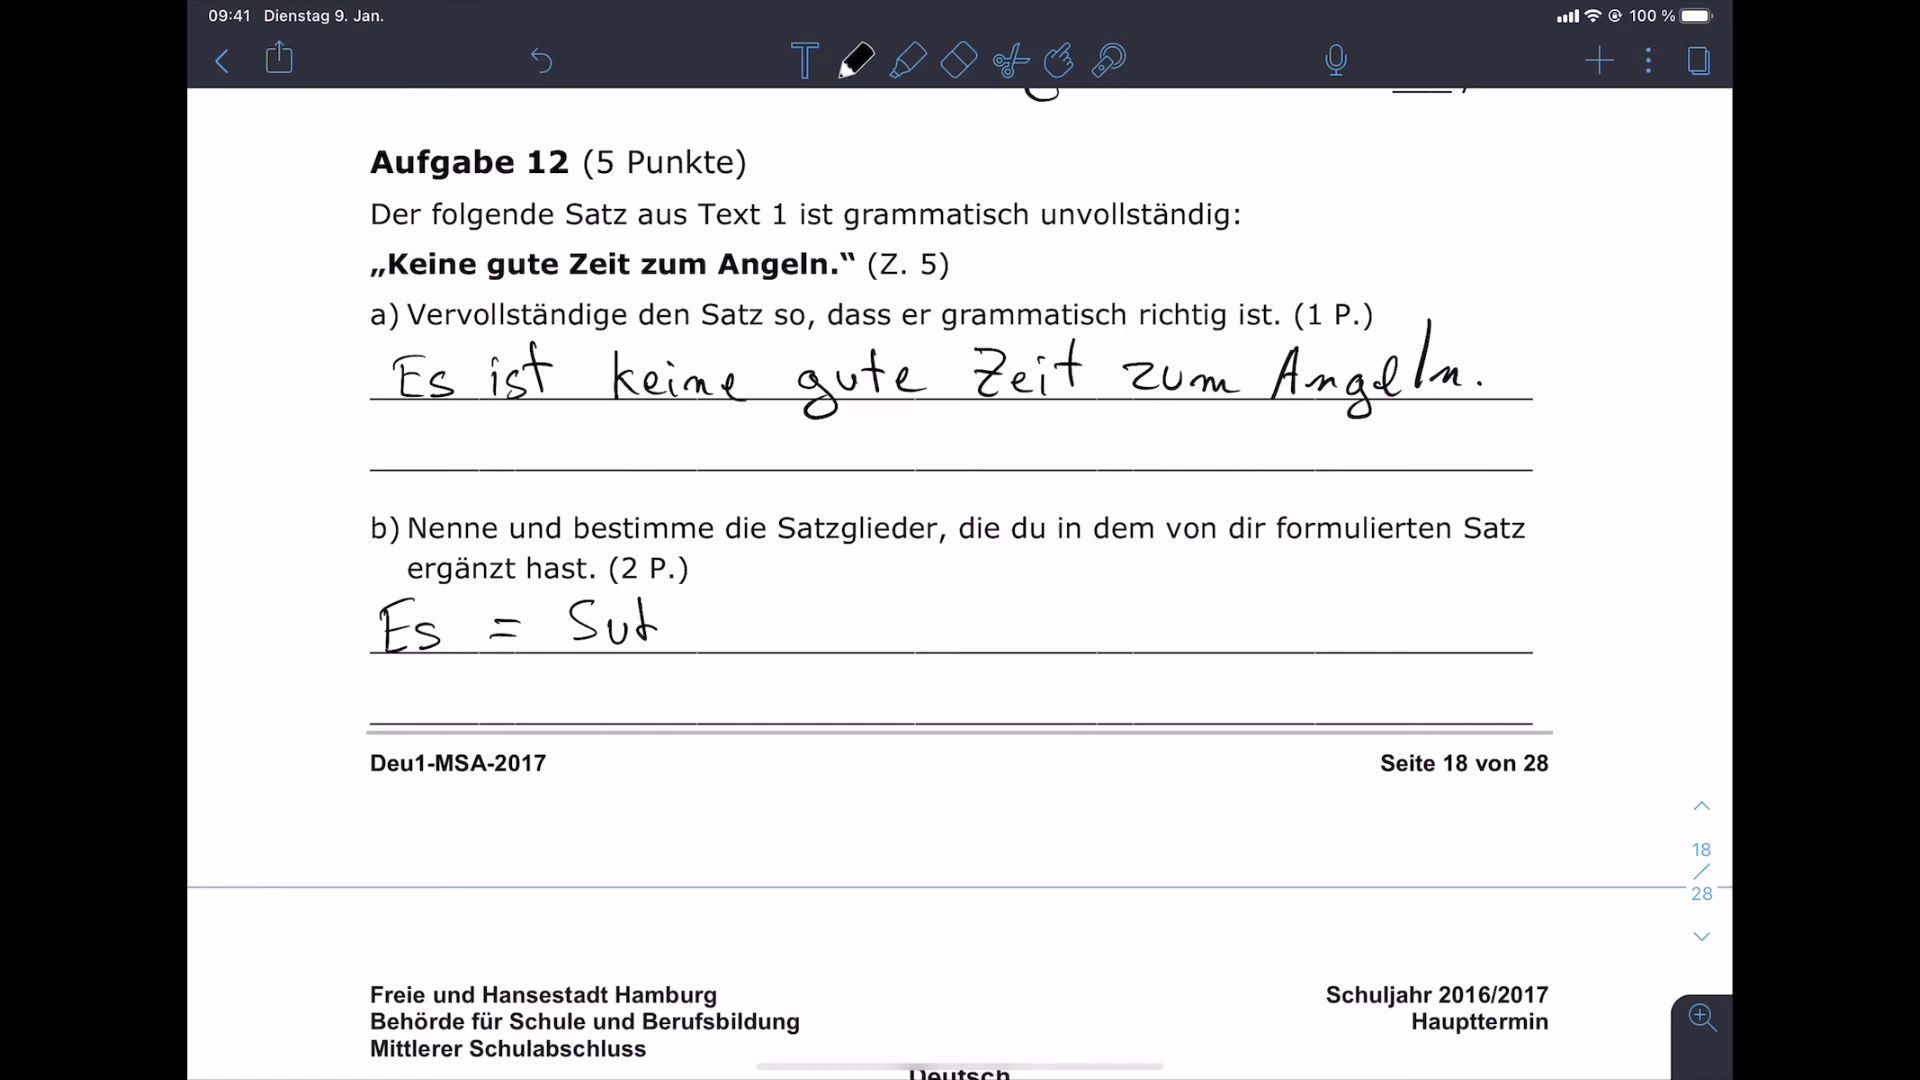 09:41 Dienstag 9. Jan.
100 %
Aufgabe 12 (5 Punkte)
Der folgende Satz aus Text 1 ist grammatisch unvollständig:
„Keine gute Zeit zum Angeln.“ (Z. 5)
a) Vervollständige den Satz so, dass er grammatisch richtig ist. (1 P.)
Es ist keine gute Zeit zum Angeln.
b) Nenne und bestimme die Satzglieder, die du in dem von dir formulierten Satz
ergänzt hast. (2 P.)
Es =
Deu1-MSA-2017 Seite 18 von 28
18
/
28
Freie und Hansestadt Hamburg Schuljahr 2016/2017
Behörde für Schule und Berufsbildung Haupttermin
Mittlerer Schulabschluss
Deutsch